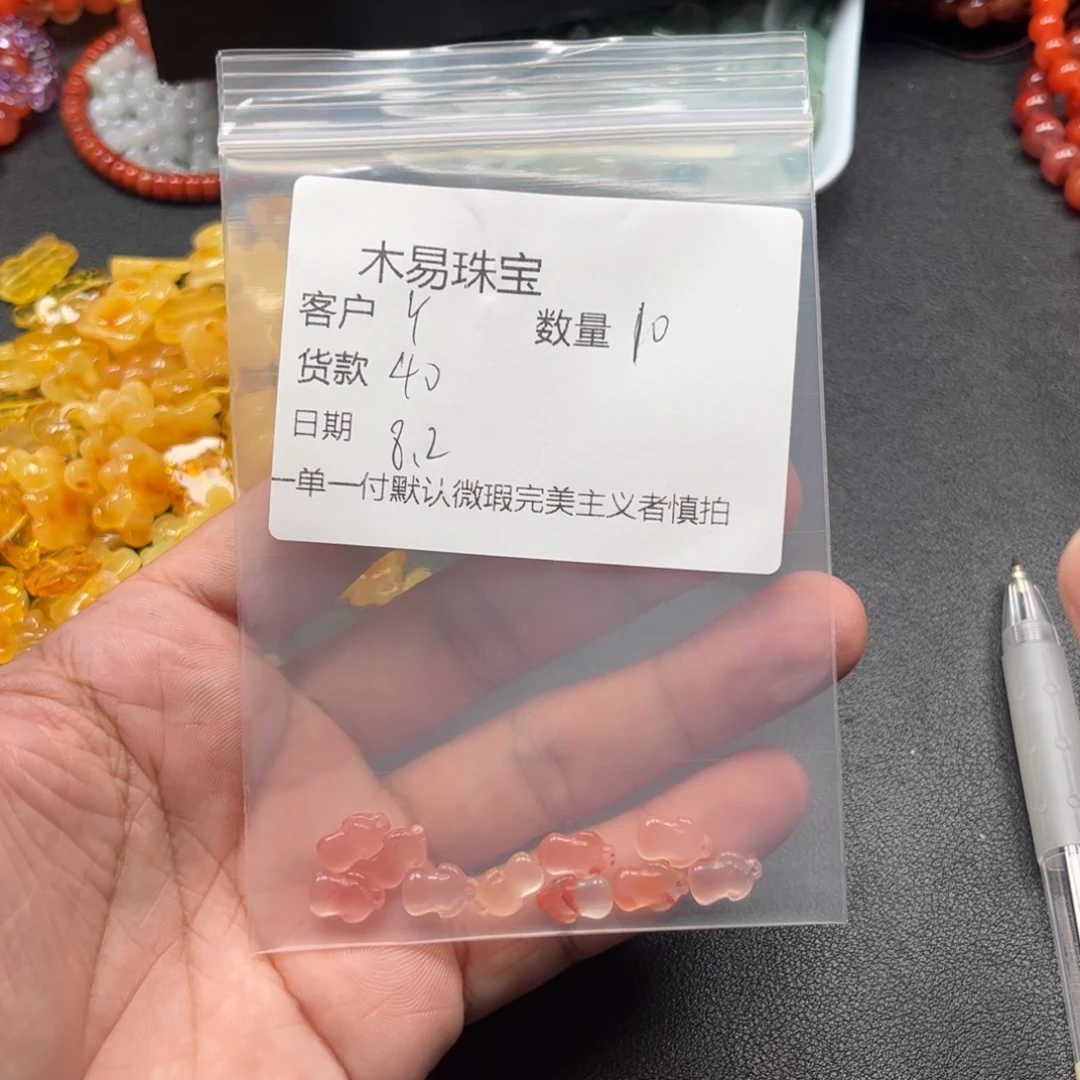 木易珠宝
客户 Y 数量 10
货款 40
日期 8.2
一单一付默认微瑕完美主义者慎拍